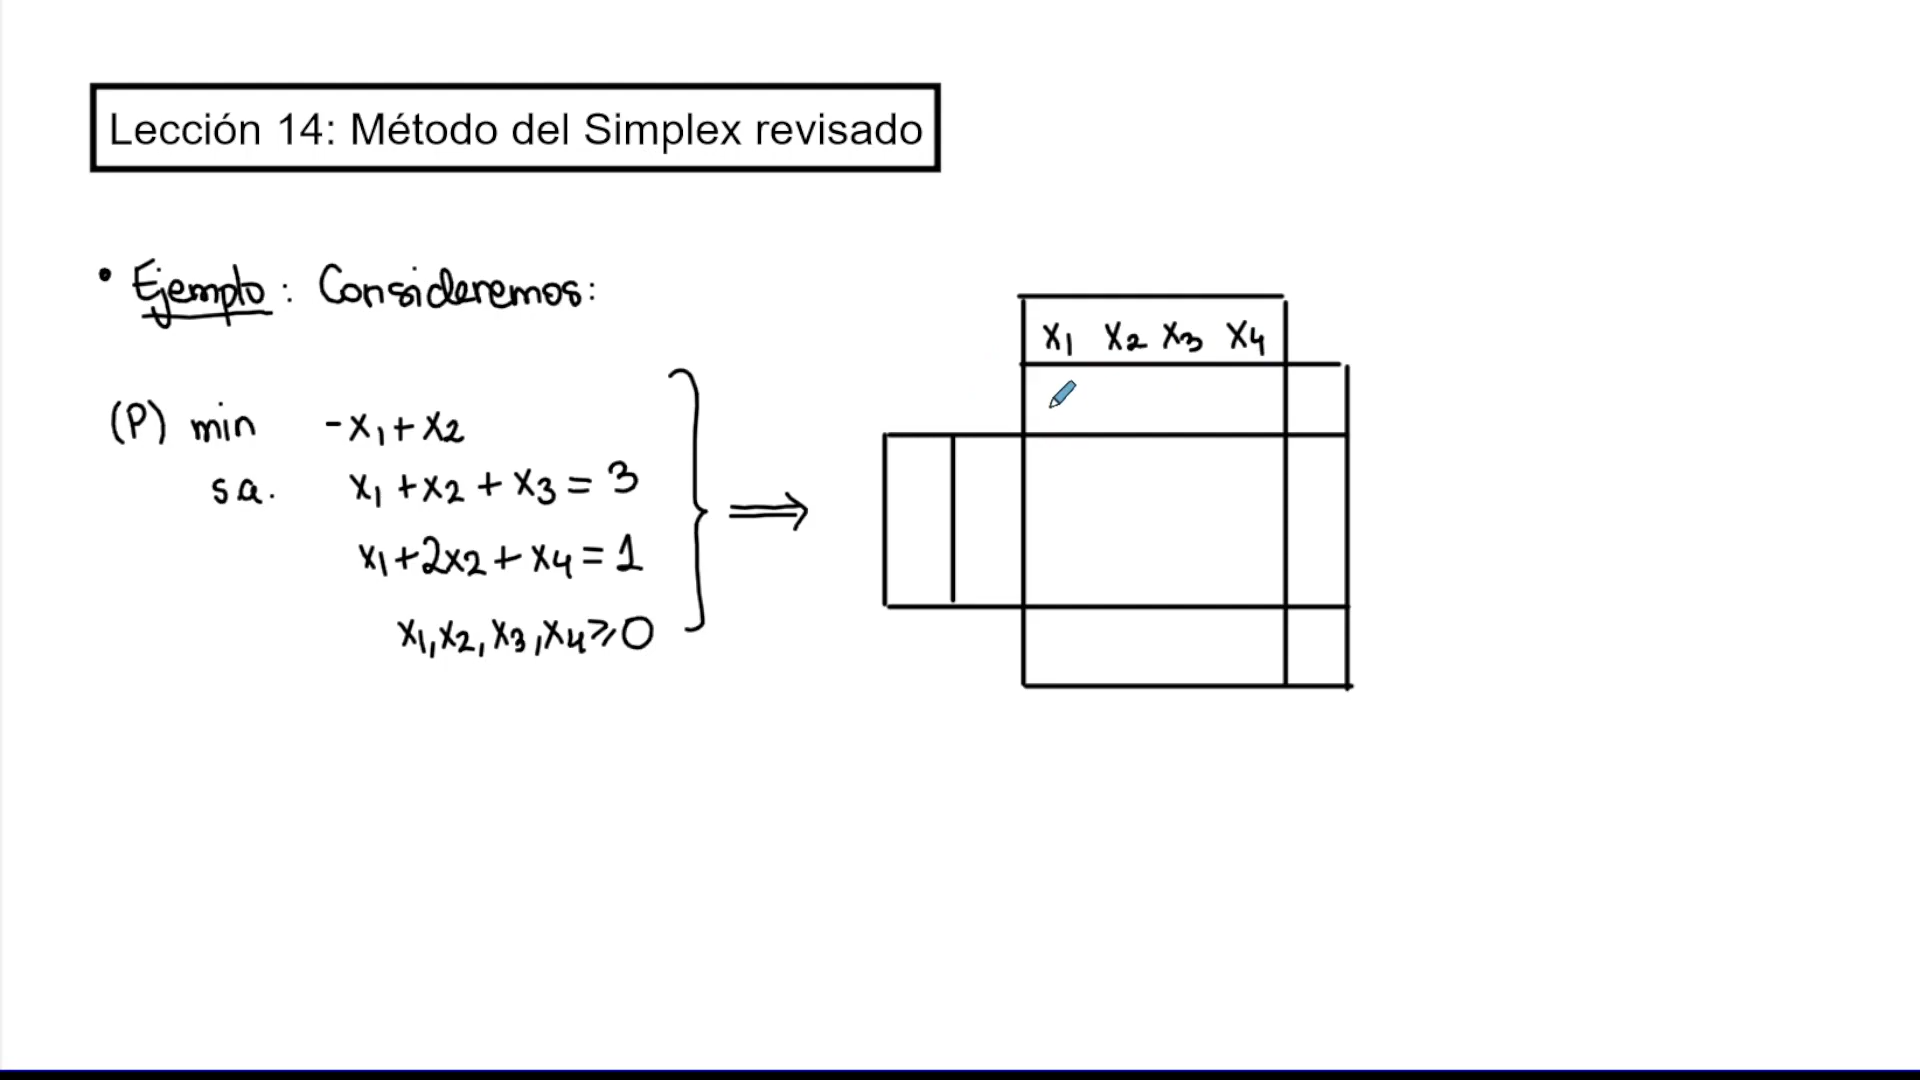 Lección 14: Método del Simplex revisado
• Ejemplo: Consideremos:
(P) min -x₁+x₂
s.a. x₁+x₂+x₃=3
x₁+2x₂+x₄=1
x₁,x₂,x₃,x₄⩾0
⟹
x₁ x₂ x₃ x₄